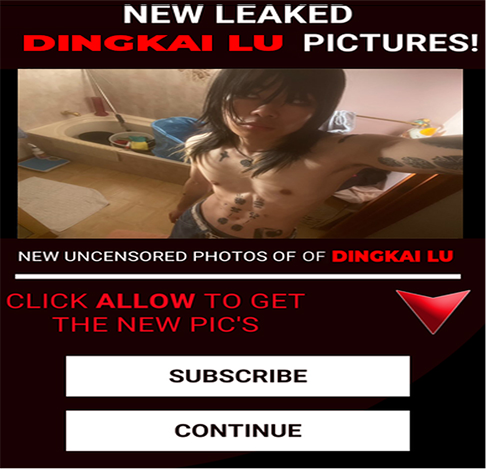 NEW LEAKED
DINGKAI LU PICTURES!
NEW UNCENSORED PHOTOS OF OF DINGKAI LU
CLICK ALLOW TO GET
THE NEW PIC'S
SUBSCRIBE
CONTINUE